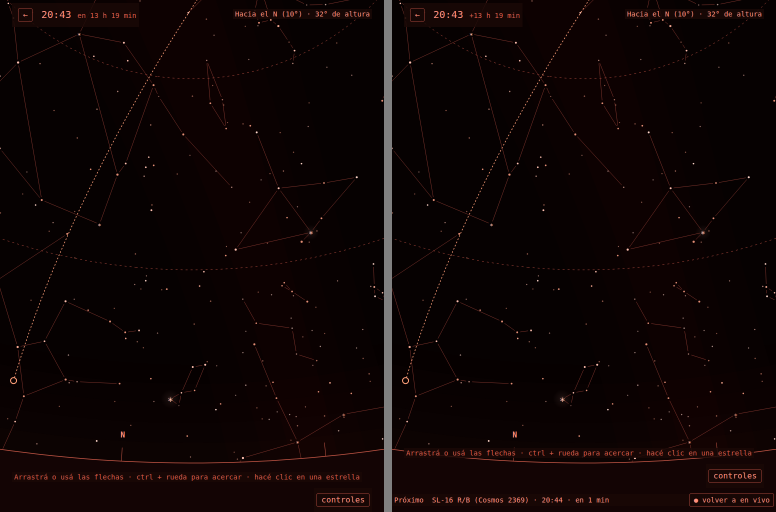 ← 20:43 en 13 h 19 min
Hacia el N (10°) · 32° de altura
N
Arrastrá o usá las flechas · ctrl + rueda para acercar · hacé clic en una estrella
controles
← 20:43 +13 h 19 min
Hacia el N (10°) · 32° de altura
N
Arrastrá o usá las flechas · ctrl + rueda para acercar · hacé clic en una estrella
controles
Próximo SL-16 R/B (Cosmos 2369) · 20:44 · en 1 min
● volver a en vivo